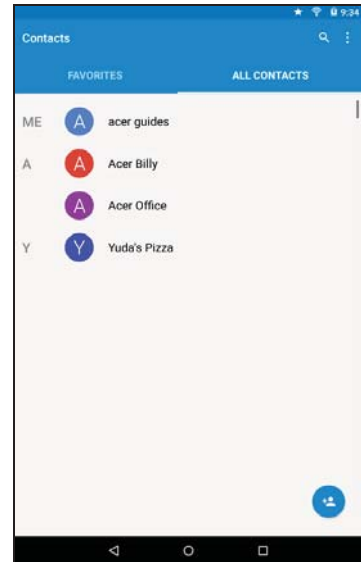 9:34
Contacts
FAVORITES ALL CONTACTS
ME A acer guides
A A Acer Billy
A Acer Office
Y Y Yuda's Pizza